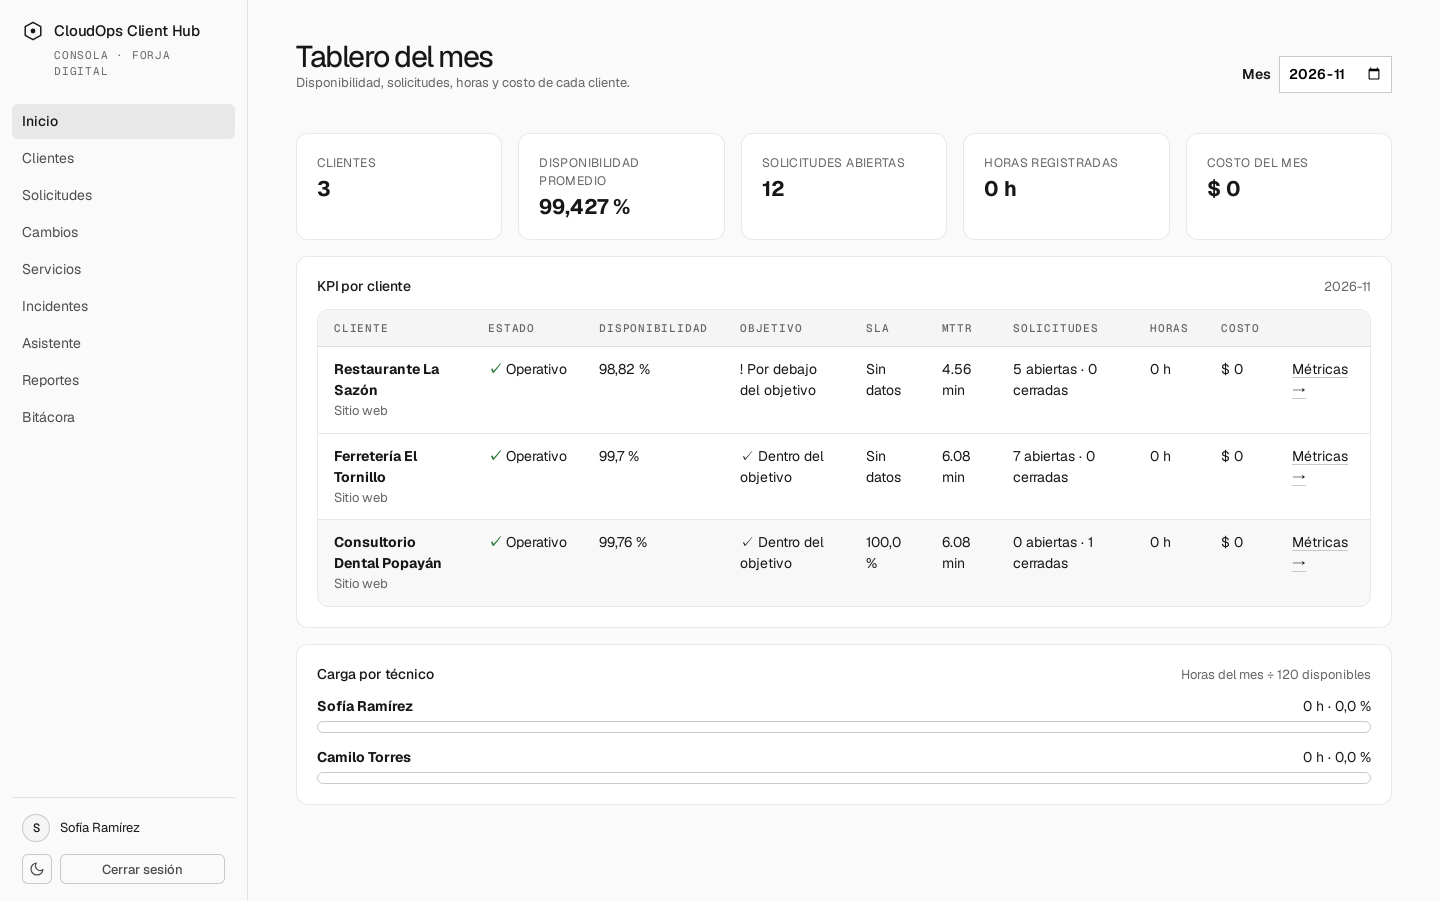 CloudOps Client Hub
CONSOLA · FORJA
DIGITAL
Inicio
Clientes
Solicitudes
Cambios
Servicios
Incidentes
Asistente
Reportes
Bitácora
S Sofía Ramírez
Cerrar sesión
Tablero del mes
Disponibilidad, solicitudes, horas y costo de cada cliente.
Mes 2026-11
CLIENTES
3
DISPONIBILIDAD
PROMEDIO
99,427 %
SOLICITUDES ABIERTAS
12
HORAS REGISTRADAS
0 h
COSTO DEL MES
$ 0
KPI por cliente 2026-11
CLIENTE ESTADO DISPONIBILIDAD OBJETIVO SLA MTTR SOLICITUDES HORAS COSTO
Restaurante La ✓ Operativo 98,82 % ! Por debajo Sin 4.56 5 abiertas · 0 0 h $ 0 Métricas
Sazón del objetivo datos min cerradas →
Sitio web
Ferretería El ✓ Operativo 99,7 % ✓ Dentro del Sin 6.08 7 abiertas · 0 0 h $ 0 Métricas
Tornillo objetivo datos min cerradas →
Sitio web
Consultorio ✓ Operativo 99,76 % ✓ Dentro del 100,0 6.08 0 abiertas · 1 0 h $ 0 Métricas
Dental Popayán objetivo % min cerradas →
Sitio web
Carga por técnico Horas del mes ÷ 120 disponibles
Sofía Ramírez 0 h · 0,0 %
Camilo Torres 0 h · 0,0 %